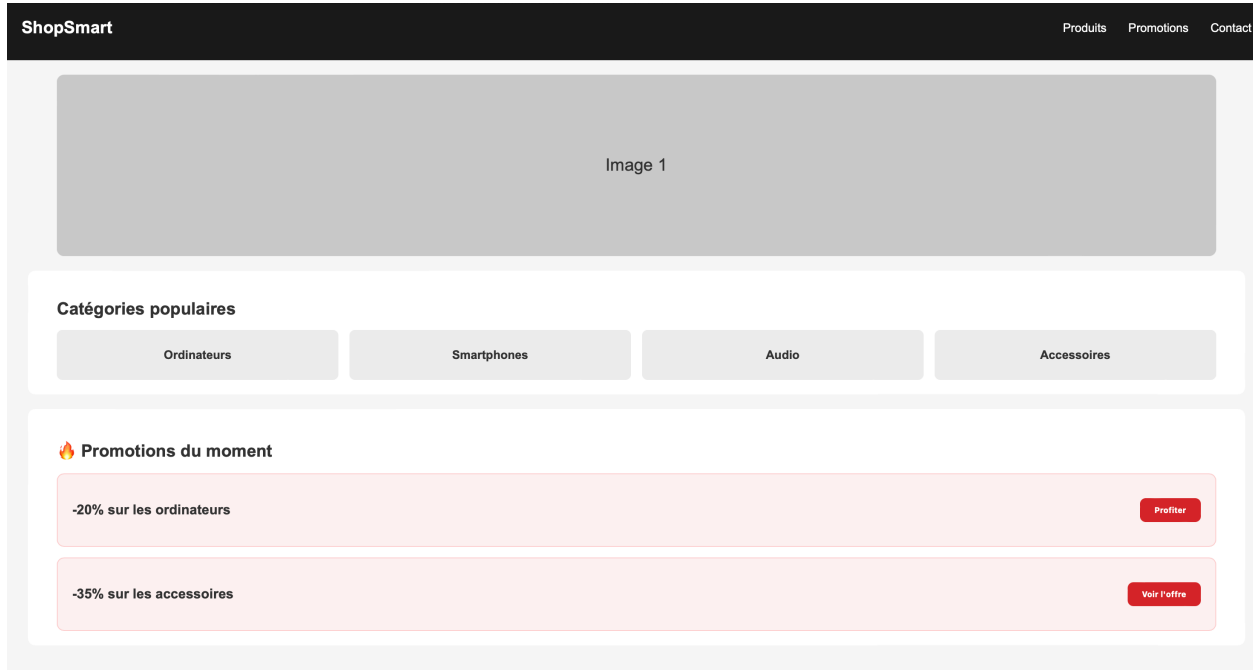 ShopSmart
Produits Promotions Contact
Image 1
Catégories populaires
Ordinateurs Smartphones Audio Accessoires
🔥 Promotions du moment
-20% sur les ordinateurs Profiter
-35% sur les accessoires Voir l'offre